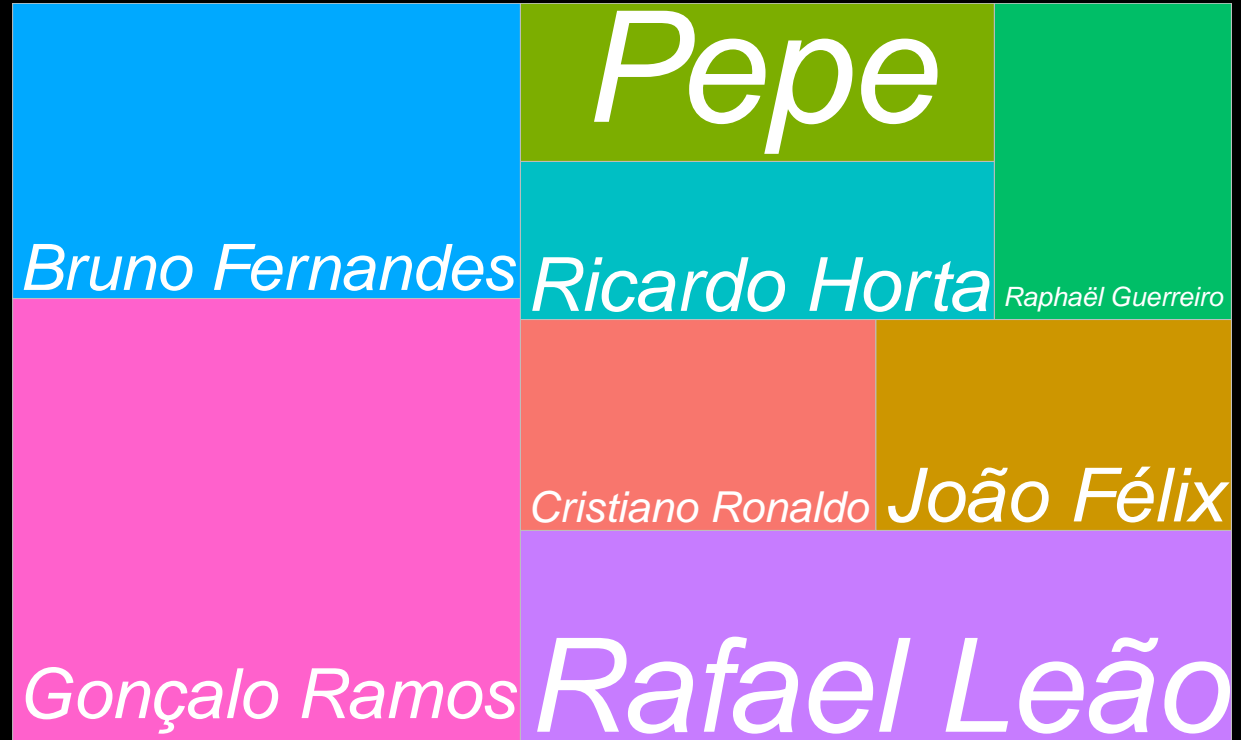 Pepe
Bruno Fernandes
Ricardo Horta
Raphaël Guerreiro
Cristiano Ronaldo
João Félix
Gonçalo Ramos
Rafael Leão